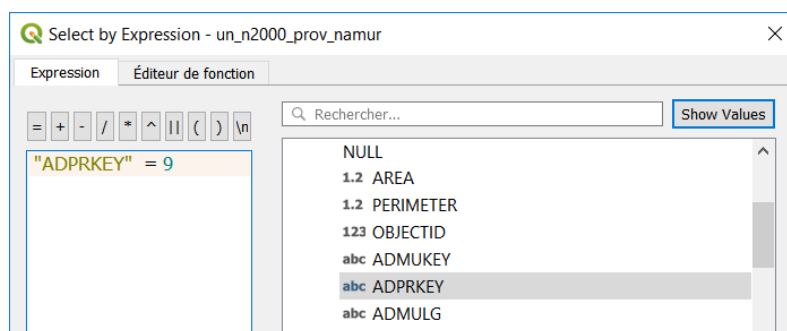 Select by Expression - un_n2000_prov_namur
Expression Éditeur de fonction
= + - / * ^ || ( ) \n
Rechercher... Show Values
"ADPRKEY" = 9
NULL
1.2 AREA
1.2 PERIMETER
123 OBJECTID
abc ADMUKEY
abc ADPRKEY
abc ADMULG